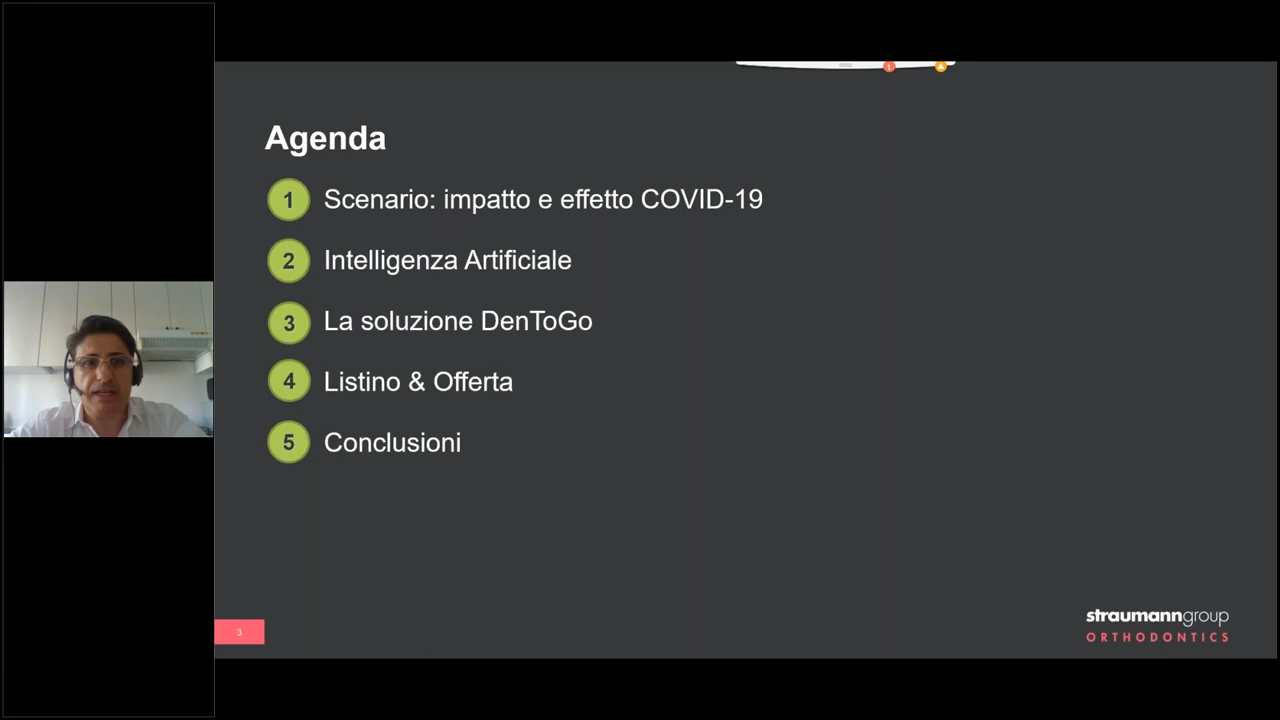 Agenda
1 Scenario: impatto e effetto COVID-19
2 Intelligenza Artificiale
3 La soluzione DenToGo
4 Listino & Offerta
5 Conclusioni
3
straumanngroup
ORTHODONTICS